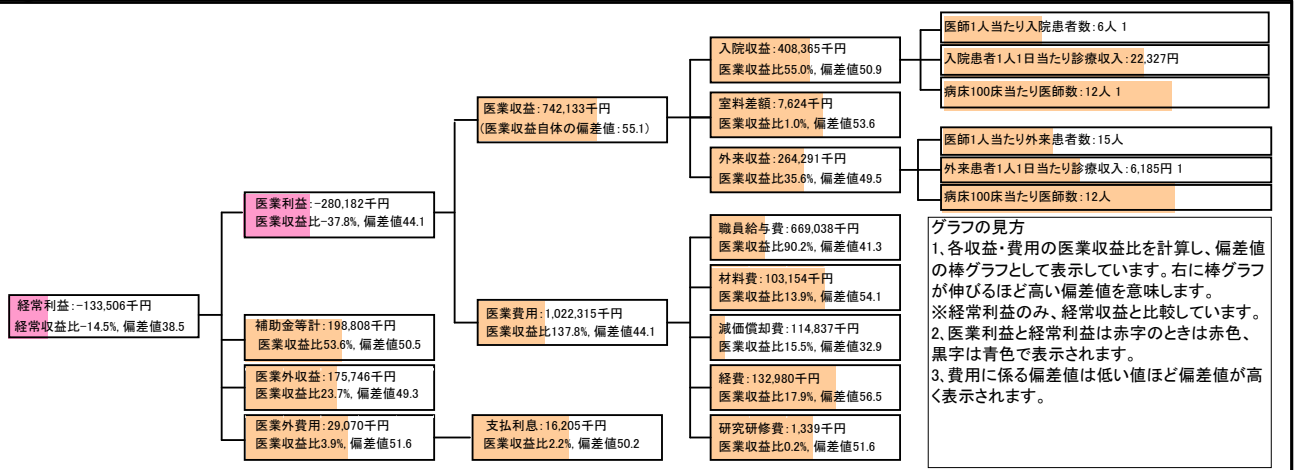 経常利益:-133,506千円
経常収益比-14.5%, 偏差値38.5
医業利益:-280,182千円
医業収益比-37.8%, 偏差値44.1
補助金等計:198,808千円
医業収益比53.6%, 偏差値50.5
医業外収益:175,746千円
医業収益比23.7%, 偏差値49.3
医業外費用:29,070千円
医業収益比3.9%, 偏差値51.6
医業収益:742,133千円
(医業収益自体の偏差値:55.1)
医業費用:1,022,315千円
医業収益比137.8%, 偏差値44.1
支払利息:16,205千円
医業収益比2.2%, 偏差値50.2
入院収益:408,365千円
医業収益比55.0%, 偏差値50.9
室料差額:7,624千円
医業収益比1.0%, 偏差値53.6
外来収益:264,291千円
医業収益比35.6%, 偏差値49.5
職員給与費:669,038千円
医業収益比90.2%, 偏差値41.3
材料費:103,154千円
医業収益比13.9%, 偏差値54.1
減価償却費:114,837千円
医業収益比15.5%, 偏差値32.9
経費:132,980千円
医業収益比17.9%, 偏差値56.5
研究研修費:1,339千円
医業収益比0.2%, 偏差値51.6
医師1人当たり入院患者数:6人 1
入院患者1人1日当たり診療収入:22,327円
病床100床当たり医師数:12人 1
医師1人当たり外来患者数:15人
外来患者1人1日当たり診療収入:6,185円 1
病床100床当たり医師数:12人
グラフの見方
1、各収益・費用の医業収益比を計算し、偏差値
の棒グラフとして表示しています。右に棒グラフ
が伸びるほど高い偏差値を意味します。
※経常利益のみ、経常収益と比較しています。
2、医業利益と経常利益は赤字のときは赤色、
黒字は青色で表示されます。
3、費用に係る偏差値は低い値ほど偏差値が高
く表示されます。